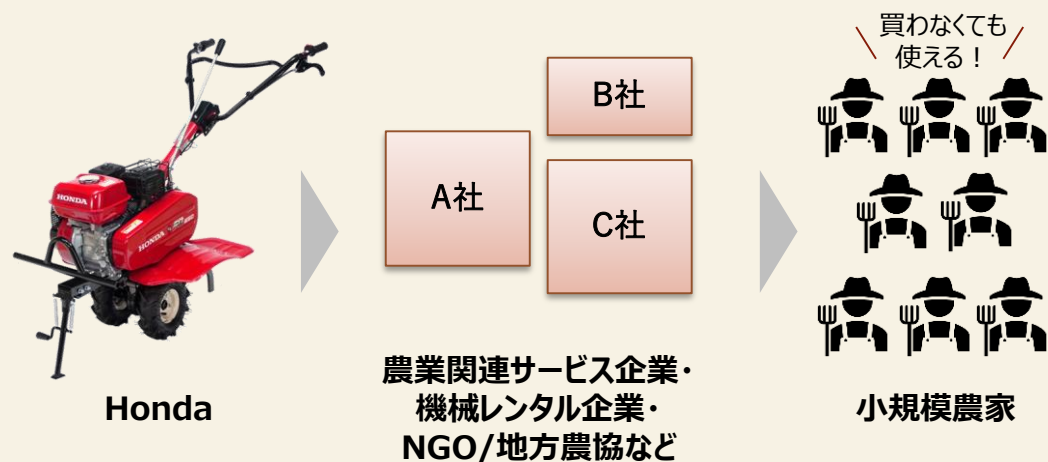 買わなくても
使える！
HONDA
HONDA
A社
B社
C社
Honda
農業関連サービス企業・
機械レンタル企業・
NGO/地方農協など
小規模農家